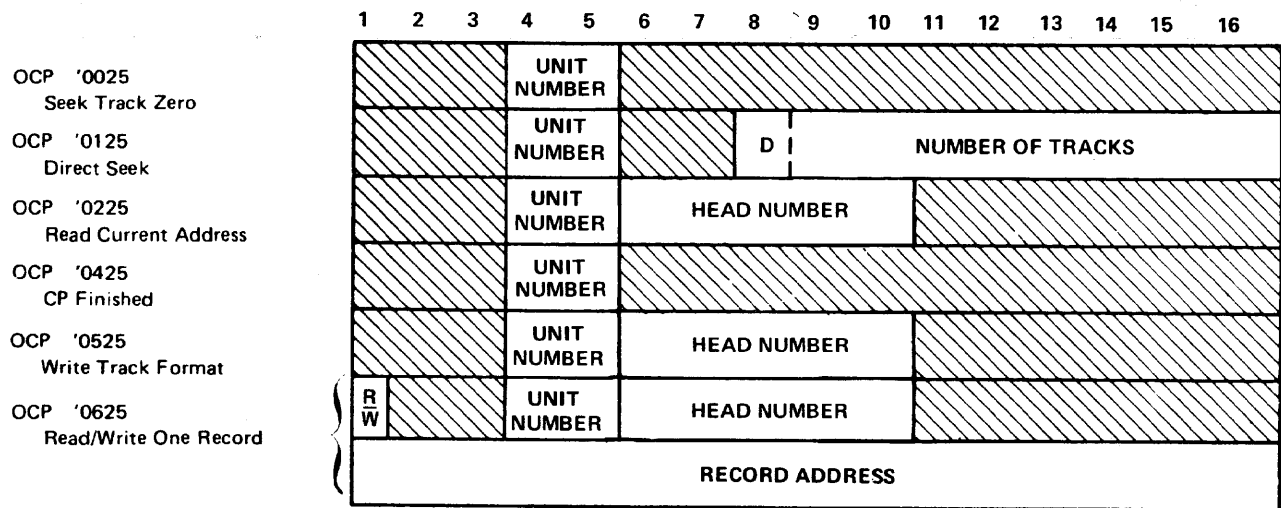 1 2 3 4 5 6 7 8 9 10 11 12 13 14 15 16
OCP '0025
Seek Track Zero
UNIT
NUMBER
OCP '0125
Direct Seek
UNIT
NUMBER
D
NUMBER OF TRACKS
OCP '0225
Read Current Address
UNIT
NUMBER
HEAD NUMBER
OCP '0425
CP Finished
UNIT
NUMBER
OCP '0525
Write Track Format
UNIT
NUMBER
HEAD NUMBER
OCP '0625
Read/Write One Record
R
W
UNIT
NUMBER
HEAD NUMBER
RECORD ADDRESS